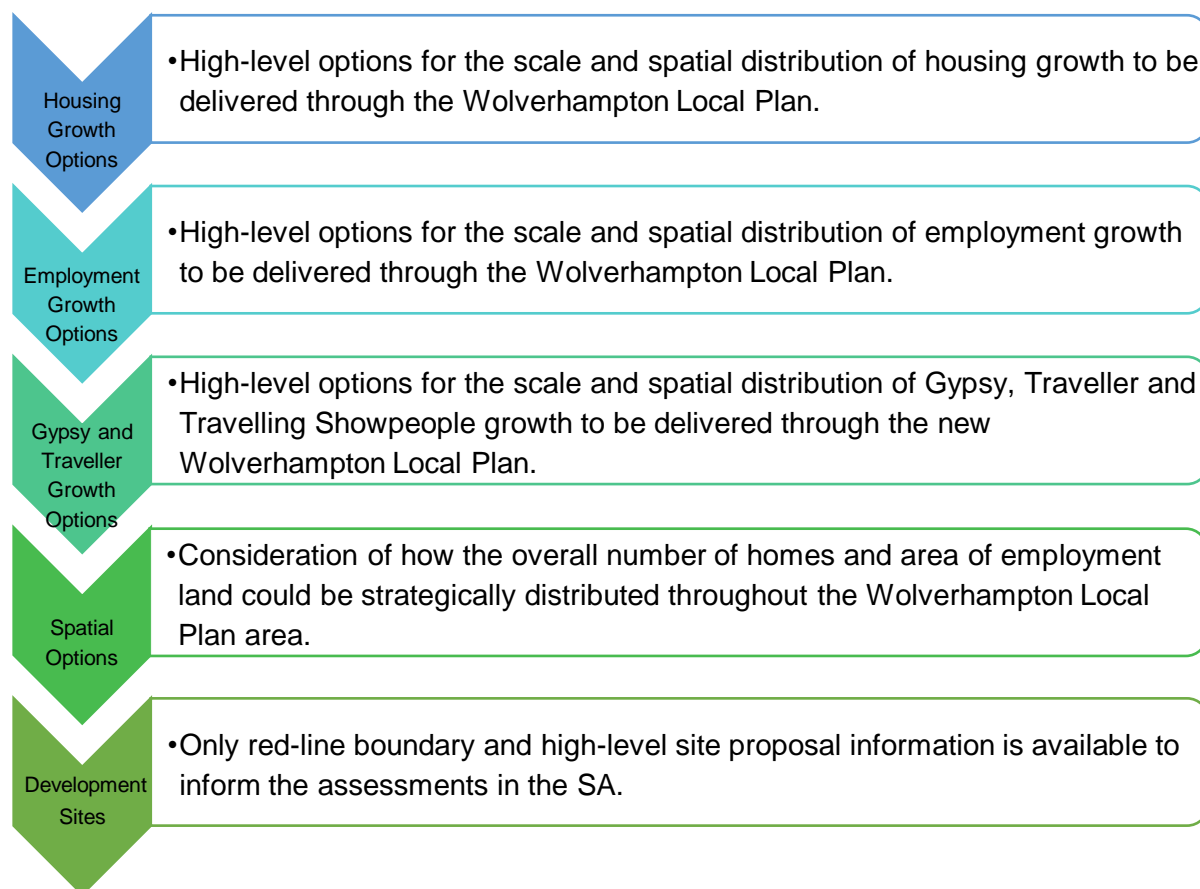 Housing
Growth
Options
•High-level options for the scale and spatial distribution of housing growth to be
delivered through the Wolverhampton Local Plan.
Employment
Growth
Options
•High-level options for the scale and spatial distribution of employment growth
to be delivered through the Wolverhampton Local Plan.
Gypsy and
Traveller
Growth
Options
•High-level options for the scale and spatial distribution of Gypsy, Traveller and
Travelling Showpeople growth to be delivered through the new
Wolverhampton Local Plan.
Spatial
Options
•Consideration of how the overall number of homes and area of employment
land could be strategically distributed throughout the Wolverhampton Local
Plan area.
Development
Sites
•Only red-line boundary and high-level site proposal information is available to
inform the assessments in the SA.